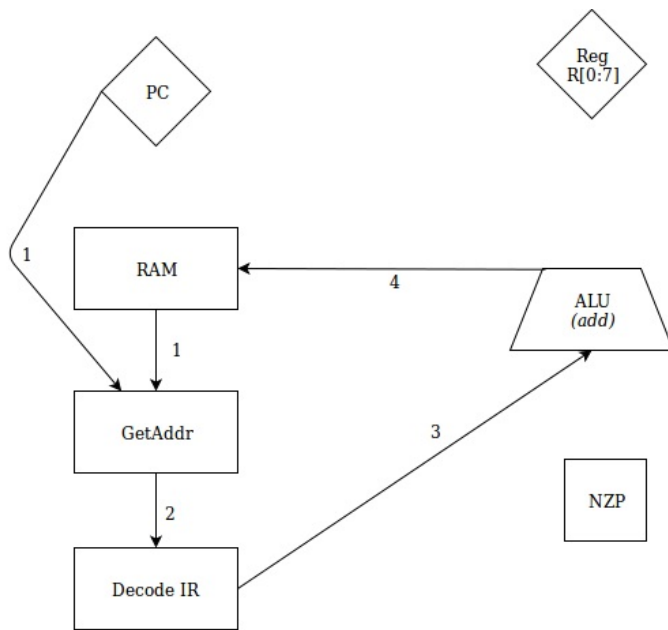 Reg
R[0:7]
PC
1
RAM
4
ALU
(add)
1
GetAddr
3
2
NZP
Decode IR